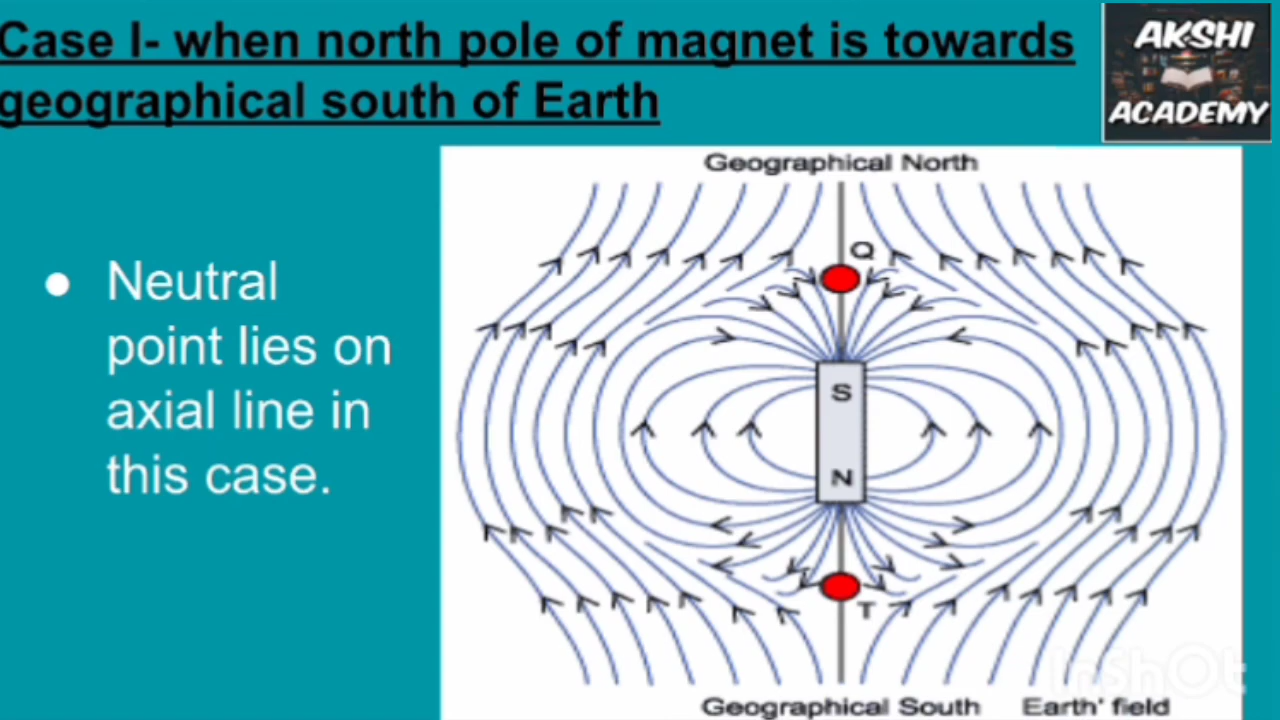 Case I- when north pole of magnet is towards
geographical south of Earth
AKSHI
ACADEMY
Geographical North
Q
● Neutral
point lies on
axial line in
this case.
S
N
T
Geographical South
Earth' field
InShOt